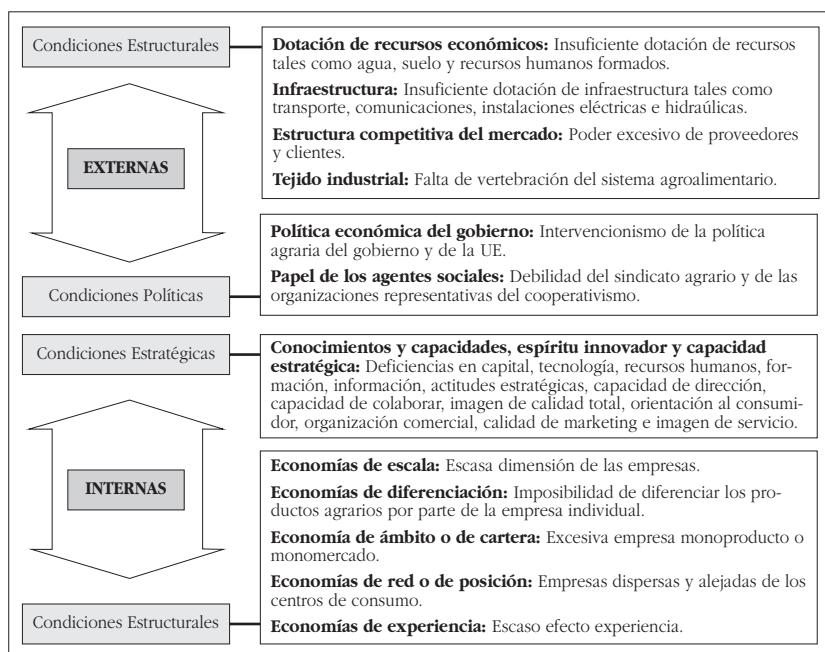 Condiciones Estructurales
Dotación de recursos económicos: Insuficiente dotación de recursos
tales como agua, suelo y recursos humanos formados.
Infraestructura: Insuficiente dotación de infraestructura tales como
transporte, comunicaciones, instalaciones eléctricas e hidraúlicas.
Estructura competitiva del mercado: Poder excesivo de proveedores
y clientes.
Tejido industrial: Falta de vertebración del sistema agroalimentario.
EXTERNAS
Política económica del gobierno: Intervencionismo de la política
agraria del gobierno y de la UE.
Papel de los agentes sociales: Debilidad del sindicato agrario y de las
organizaciones representativas del cooperativismo.
Condiciones Políticas
Condiciones Estratégicas
Conocimientos y capacidades, espíritu innovador y capacidad
estratégica: Deficiencias en capital, tecnología, recursos humanos, for-
mación, información, actitudes estratégicas, capacidad de dirección,
capacidad de colaborar, imagen de calidad total, orientación al consumi-
dor, organización comercial, calidad de marketing e imagen de servicio.
INTERNAS
Economías de escala: Escasa dimensión de las empresas.
Economías de diferenciación: Imposibilidad de diferenciar los pro-
ductos agrarios por parte de la empresa individual.
Economía de ámbito o de cartera: Excesiva empresa monoproducto o
monomercado.
Economías de red o de posición: Empresas dispersas y alejadas de los
centros de consumo.
Economías de experiencia: Escaso efecto experiencia.
Condiciones Estructurales